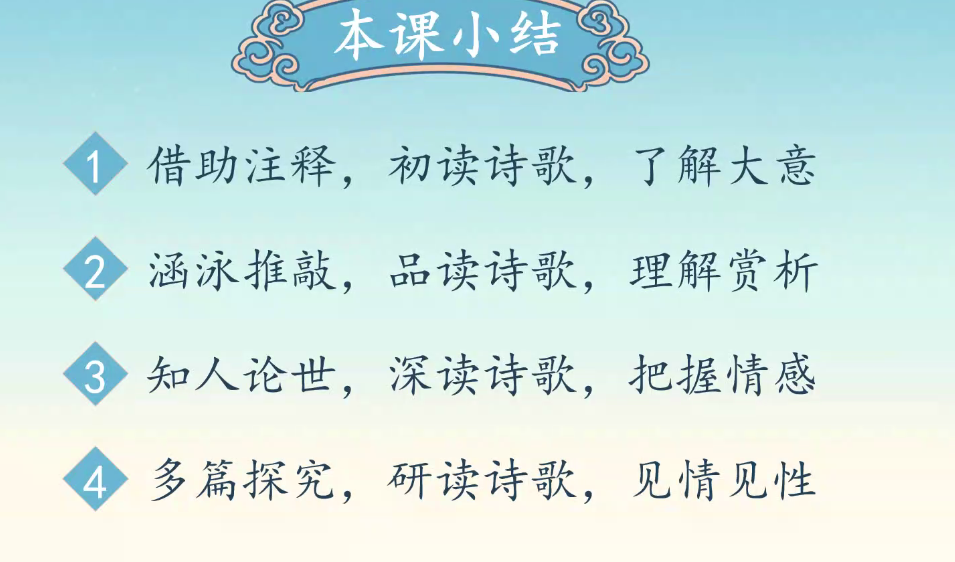 本课小结
1 借助注释，初读诗歌，了解大意
2 涵泳推敲，品读诗歌，理解赏析
3 知人论世，深读诗歌，把握情感
4 多篇探究，研读诗歌，见情见性